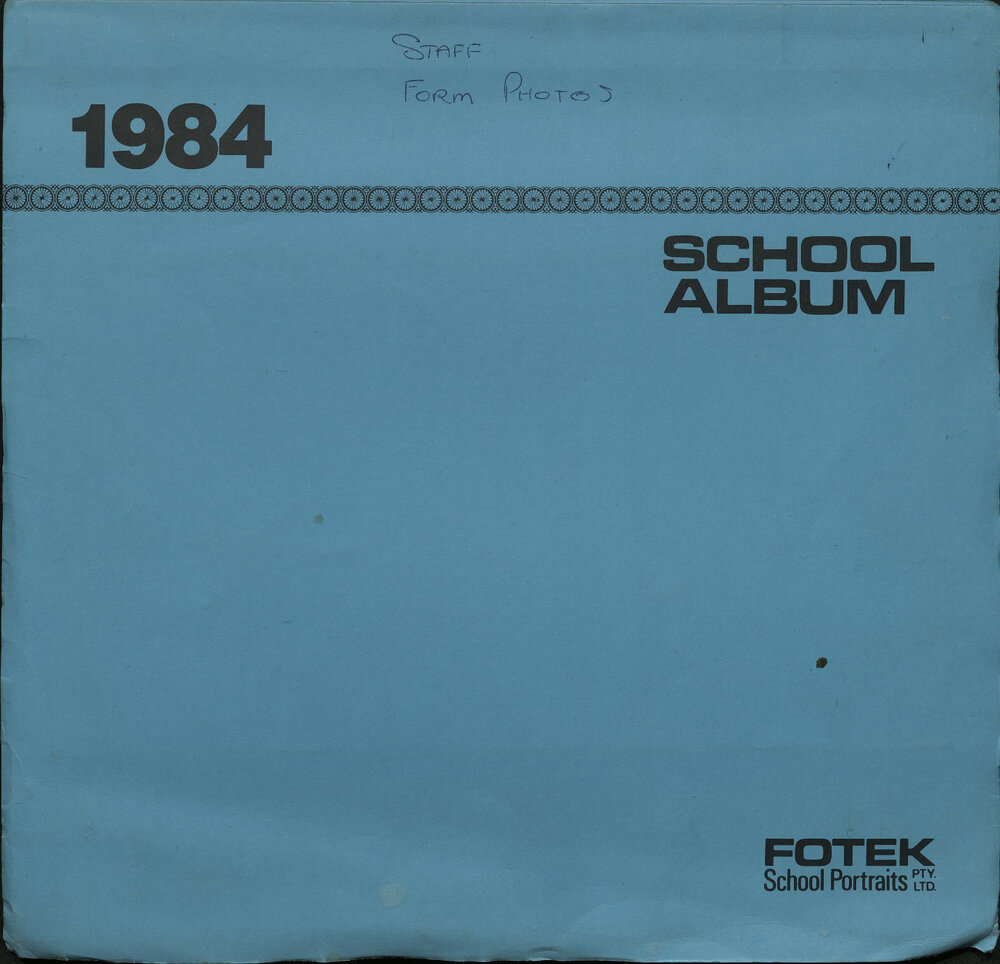 STAFF
FORM PHOTOS
1984
SCHOOL
ALBUM
FOTEK
School Portraits PTY. LTD.